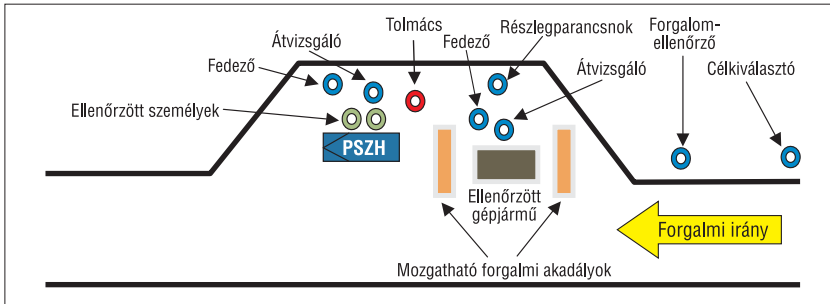 Tolmács
Részlegparancsnok
Átvizsgáló
Fedező
Forgalom-
ellenőrző
Fedező
Célkiválasztó
Átvizsgáló
Ellenőrzött személyek
PSZH
Ellenőrzött
gépjármű
Forgalmi irány
Mozgatható forgalmi akadályok